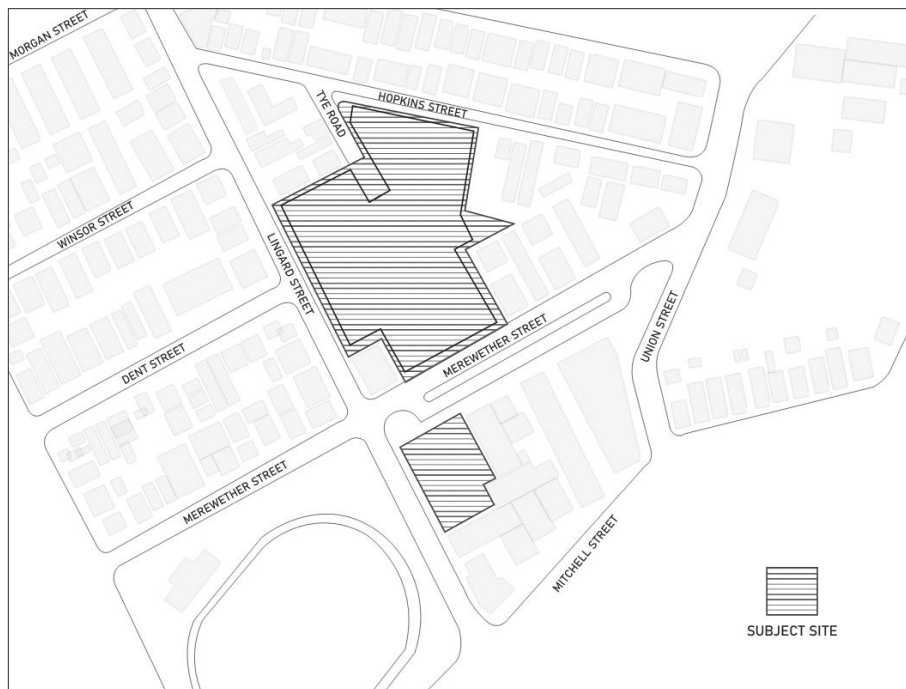 MORGAN STREET
HOPKINS STREET
TYE ROAD
WINSOR STREET
LINGARD STREET
DENT STREET
MEREWETHER STREET
UNION STREET
MEREWETHER STREET
MITCHELL STREET
SUBJECT SITE